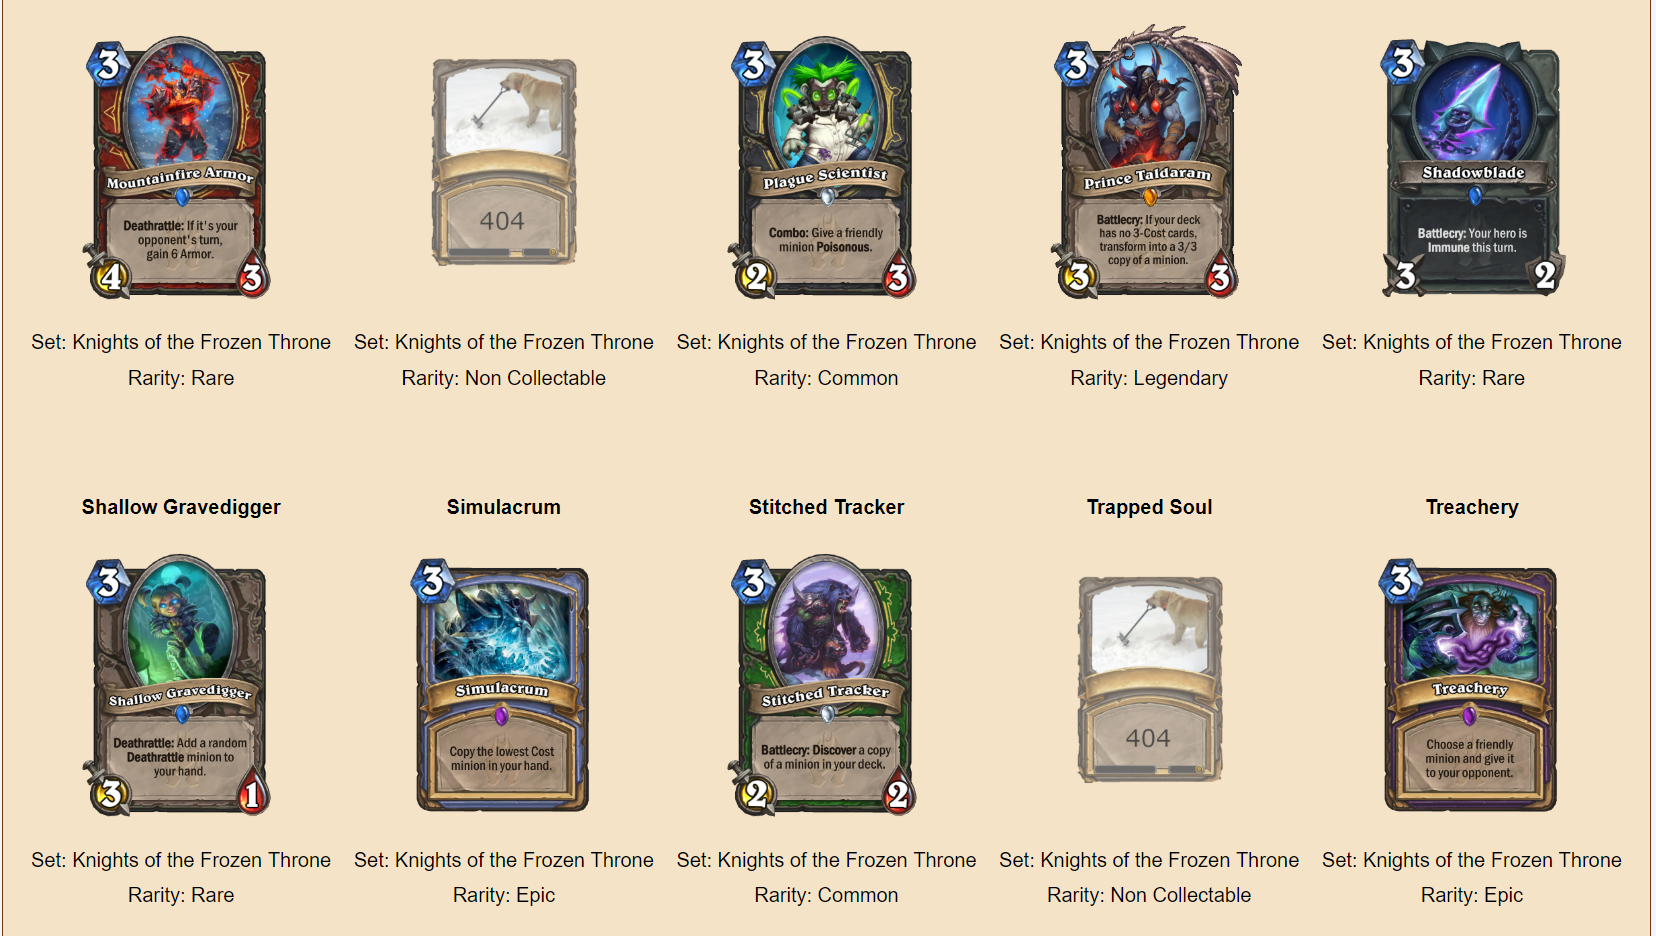 3
3
3
3
Mountainfire Armor
Deathrattle: If it's your
opponent's turn,
gain 6 Armor.
4
3
404
Plague Scientist
Combo: Give a friendly
minion Poisonous.
2
3
Prince Taldaram
Battlecry: If your deck
has no 3-Cost cards,
transform into a 3/3
copy of a minion.
3
3
Shadowblade
Battlecry: Your hero is
Immune this turn.
3
2
Set: Knights of the Frozen Throne
Rarity: Rare
Set: Knights of the Frozen Throne
Rarity: Non Collectable
Set: Knights of the Frozen Throne
Rarity: Common
Set: Knights of the Frozen Throne
Rarity: Legendary
Set: Knights of the Frozen Throne
Rarity: Rare
Shallow Gravedigger
Simulacrum
Stitched Tracker
Trapped Soul
Treachery
3
3
3
3
Shallow Gravedigger
Deathrattle: Add a random
Deathrattle minion to
your hand.
3
1
Simulacrum
Copy the lowest Cost
minion in your hand.
Stitched Tracker
Battlecry: Discover a copy
of a minion in your deck.
2
2
404
Treachery
Choose a friendly
minion and give it
to your opponent.
Set: Knights of the Frozen Throne
Rarity: Rare
Set: Knights of the Frozen Throne
Rarity: Epic
Set: Knights of the Frozen Throne
Rarity: Common
Set: Knights of the Frozen Throne
Rarity: Non Collectable
Set: Knights of the Frozen Throne
Rarity: Epic